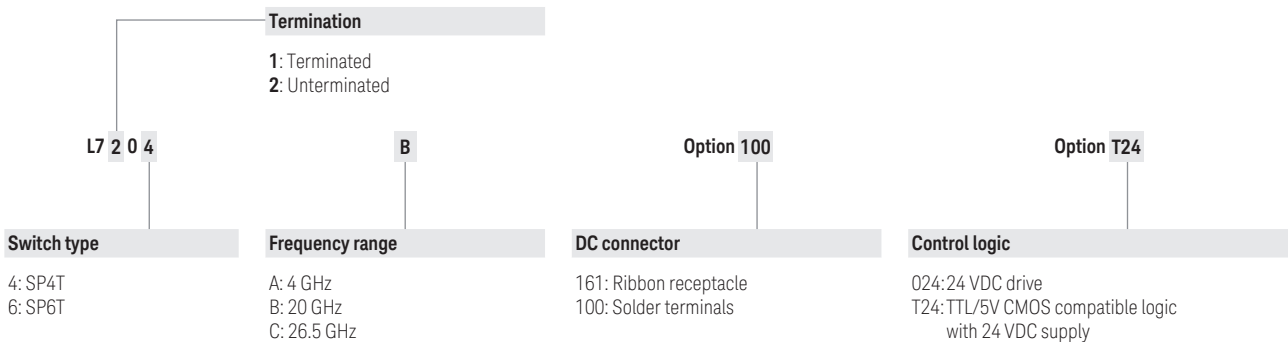 Termination
1: Terminated
2: Unterminated
L7 2 0 4
B
Option 100
Option T24
Switch type
4: SP4T
6: SP6T
Frequency range
A: 4 GHz
B: 20 GHz
C: 26.5 GHz
DC connector
161: Ribbon receptacle
100: Solder terminals
Control logic
024: 24 VDC drive
T24: TTL/5V CMOS compatible logic
with 24 VDC supply